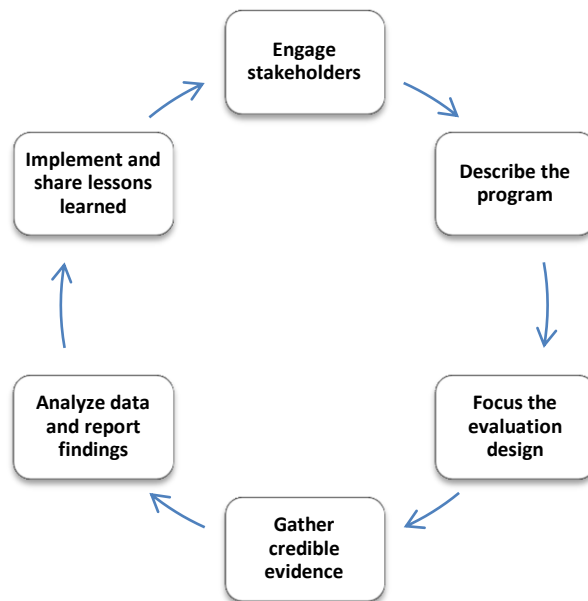 Engage
stakeholders
Describe the
program
Focus the
evaluation
design
Gather
credible
evidence
Analyze data
and report
findings
Implement and
share lessons
learned